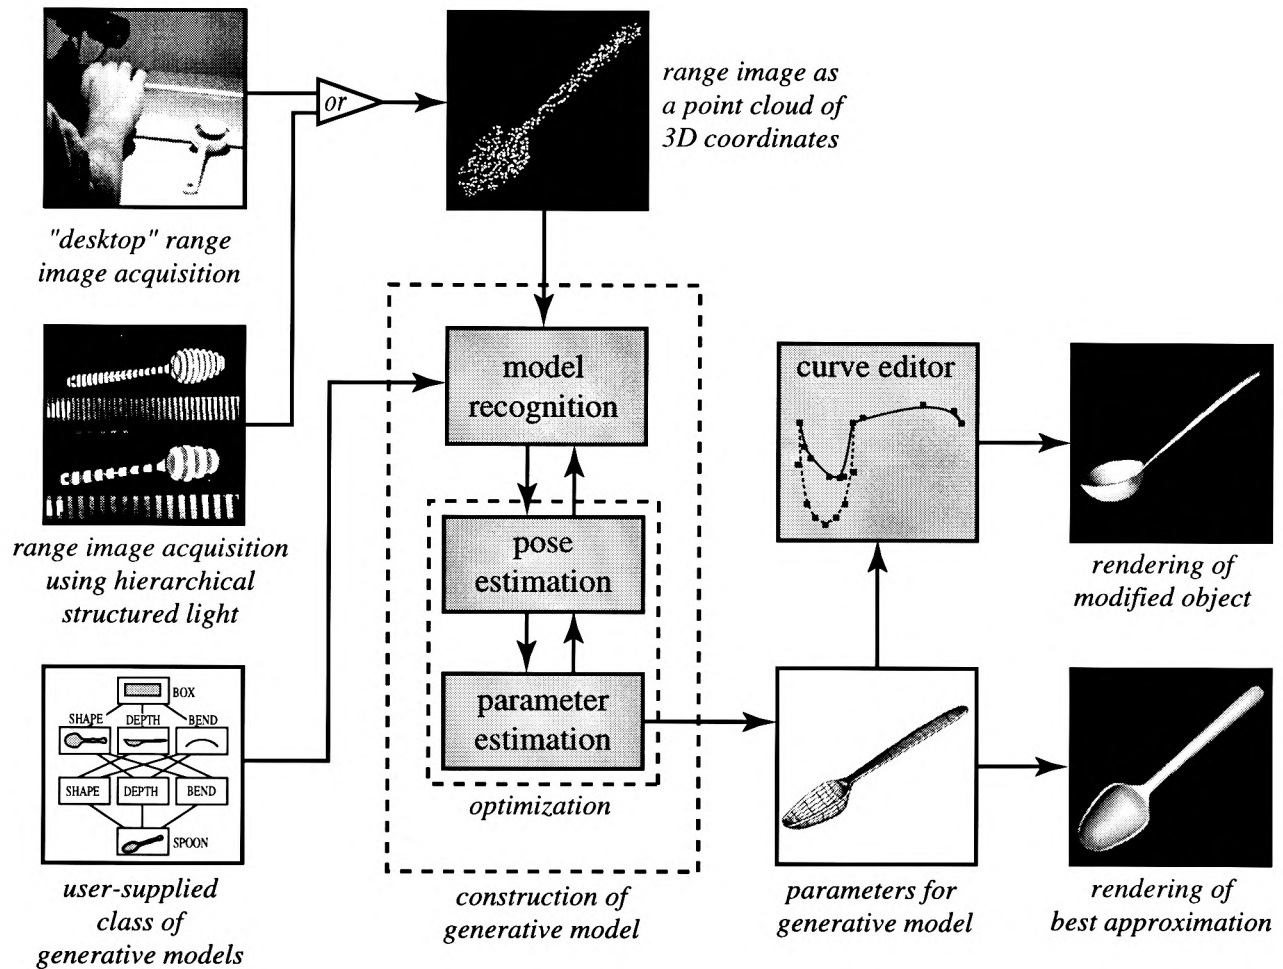 or
range image as
a point cloud of
3D coordinates
"desktop" range
image acquisition
model
recognition
curve editor
range image acquisition
using hierarchical
structured light
pose
estimation
rendering of
modified object
BOX
SHAPE DEPTH BEND
SHAPE DEPTH BEND
SPOON
parameter
estimation
optimization
user-supplied
class of
generative models
construction of
generative model
parameters for
generative model
rendering of
best approximation